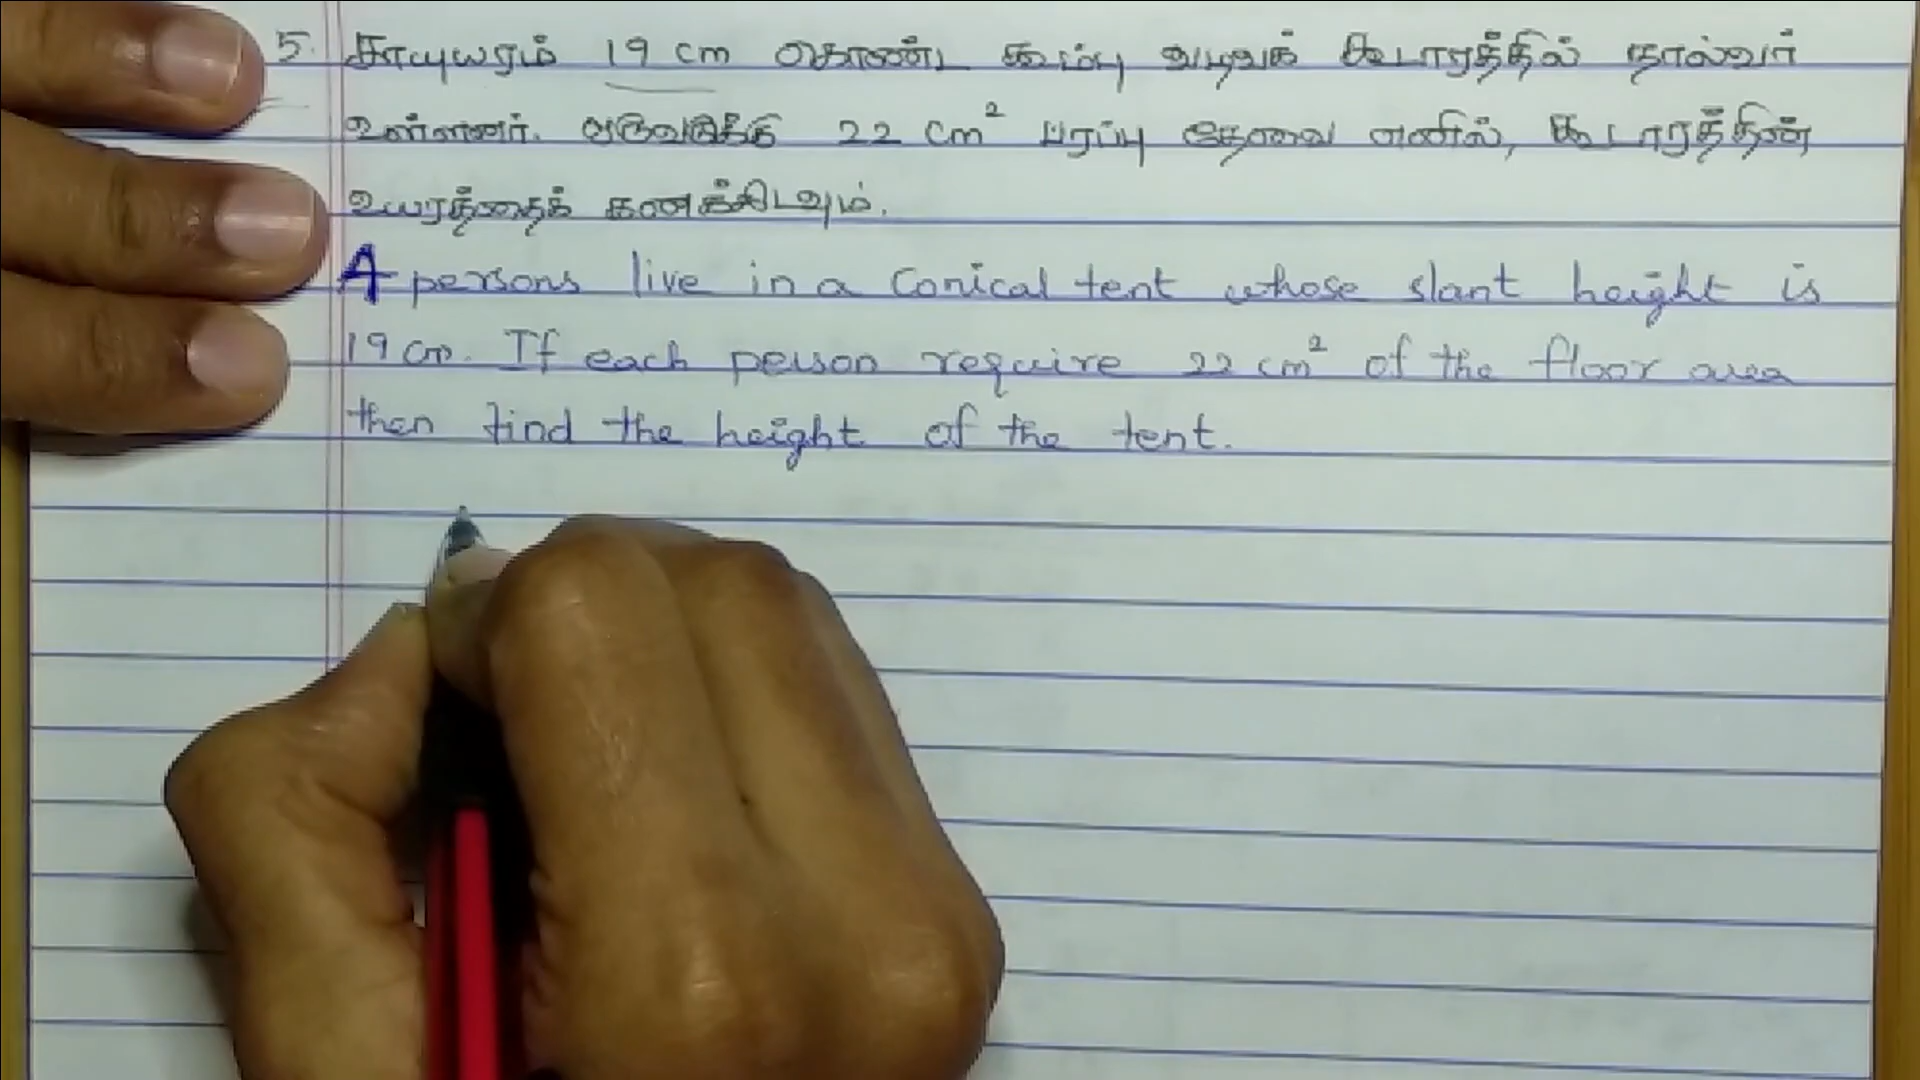 5. சாயுயரம் 19 cm கொண்ட கூம்பு வடிவக் கூடாரத்தில் நால்வர்
உள்ளனர். ஒருவருக்கு 22 cm² பரப்பு தேவை எனில், கூடாரத்தின்
உயரத்தைக் கணக்கிடவும்.
4 persons live in a conical tent whose slant height is
19 cm. If each person require 22 cm² of the floor area
then find the height of the tent.